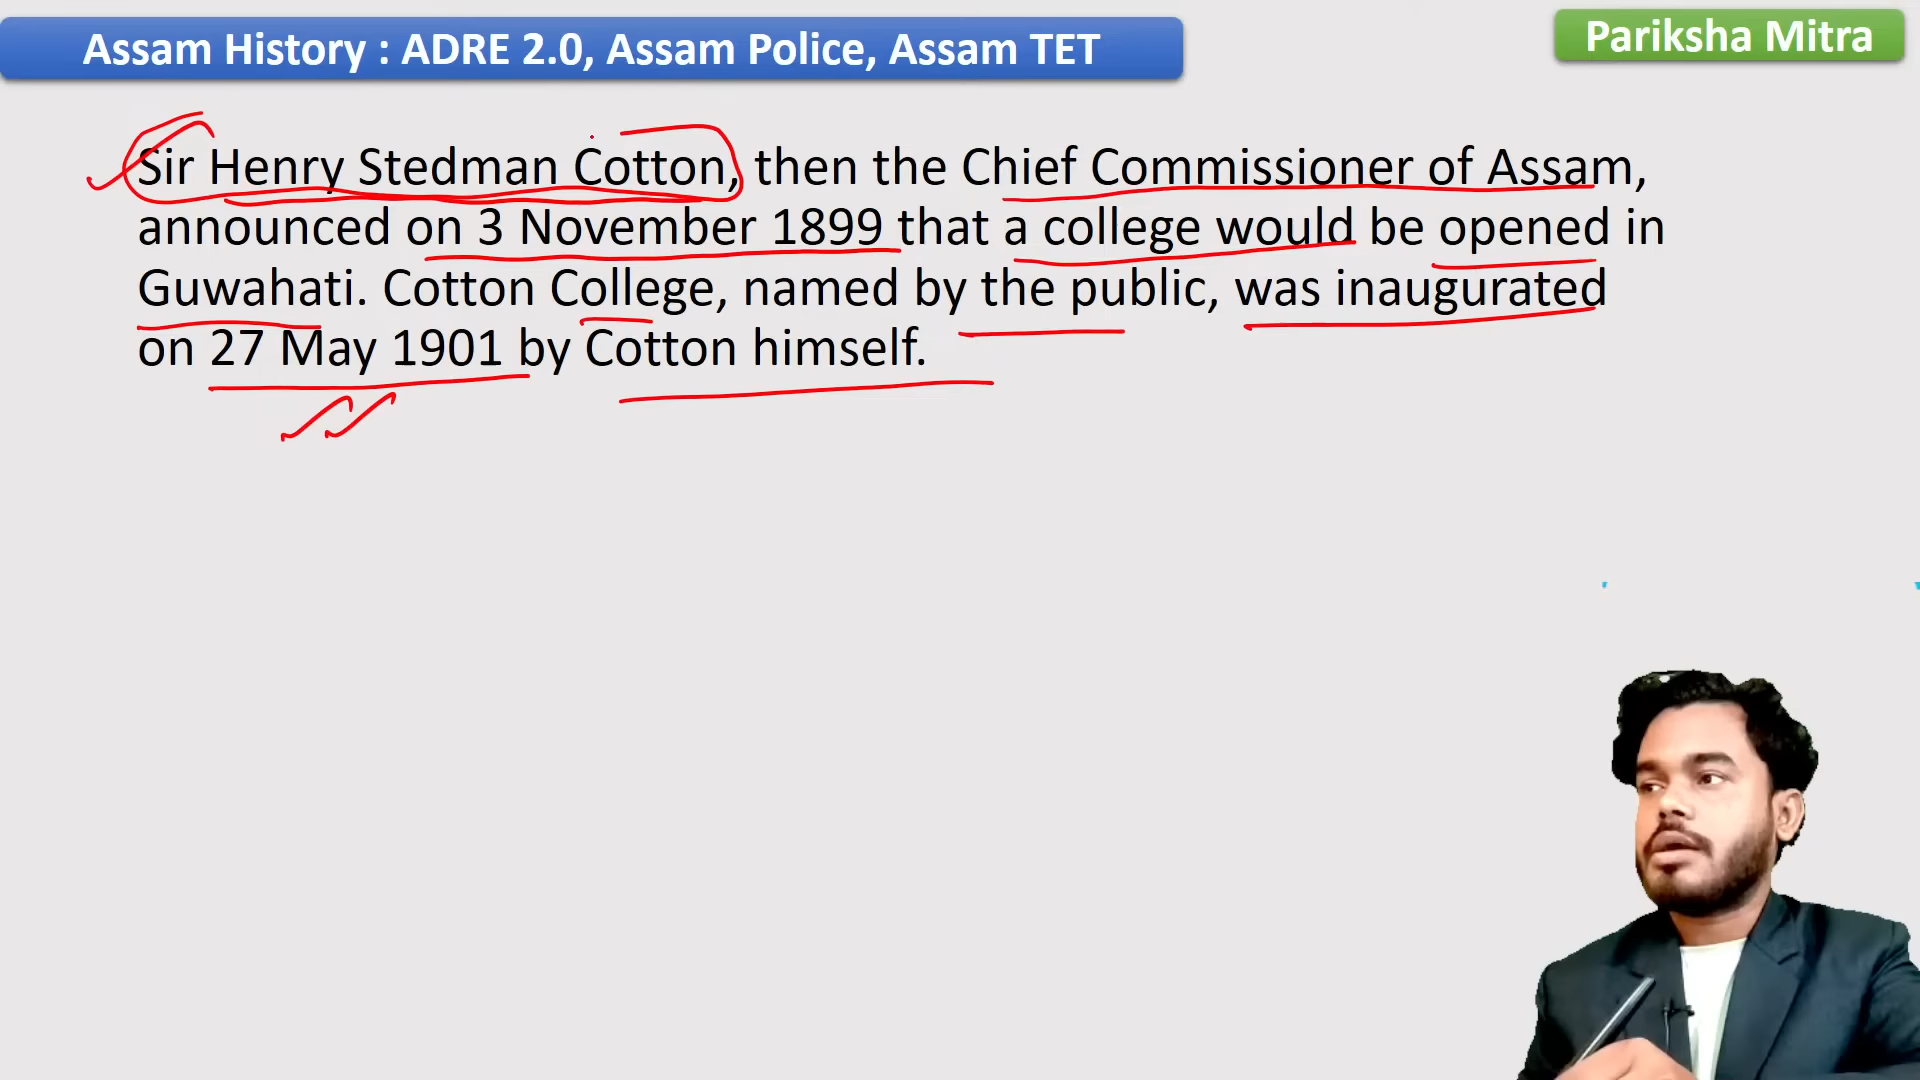 Assam History : ADRE 2.0, Assam Police, Assam TET
Pariksha Mitra
Sir Henry Stedman Cotton, then the Chief Commissioner of Assam,
announced on 3 November 1899 that a college would be opened in
Guwahati. Cotton College, named by the public, was inaugurated
on 27 May 1901 by Cotton himself.